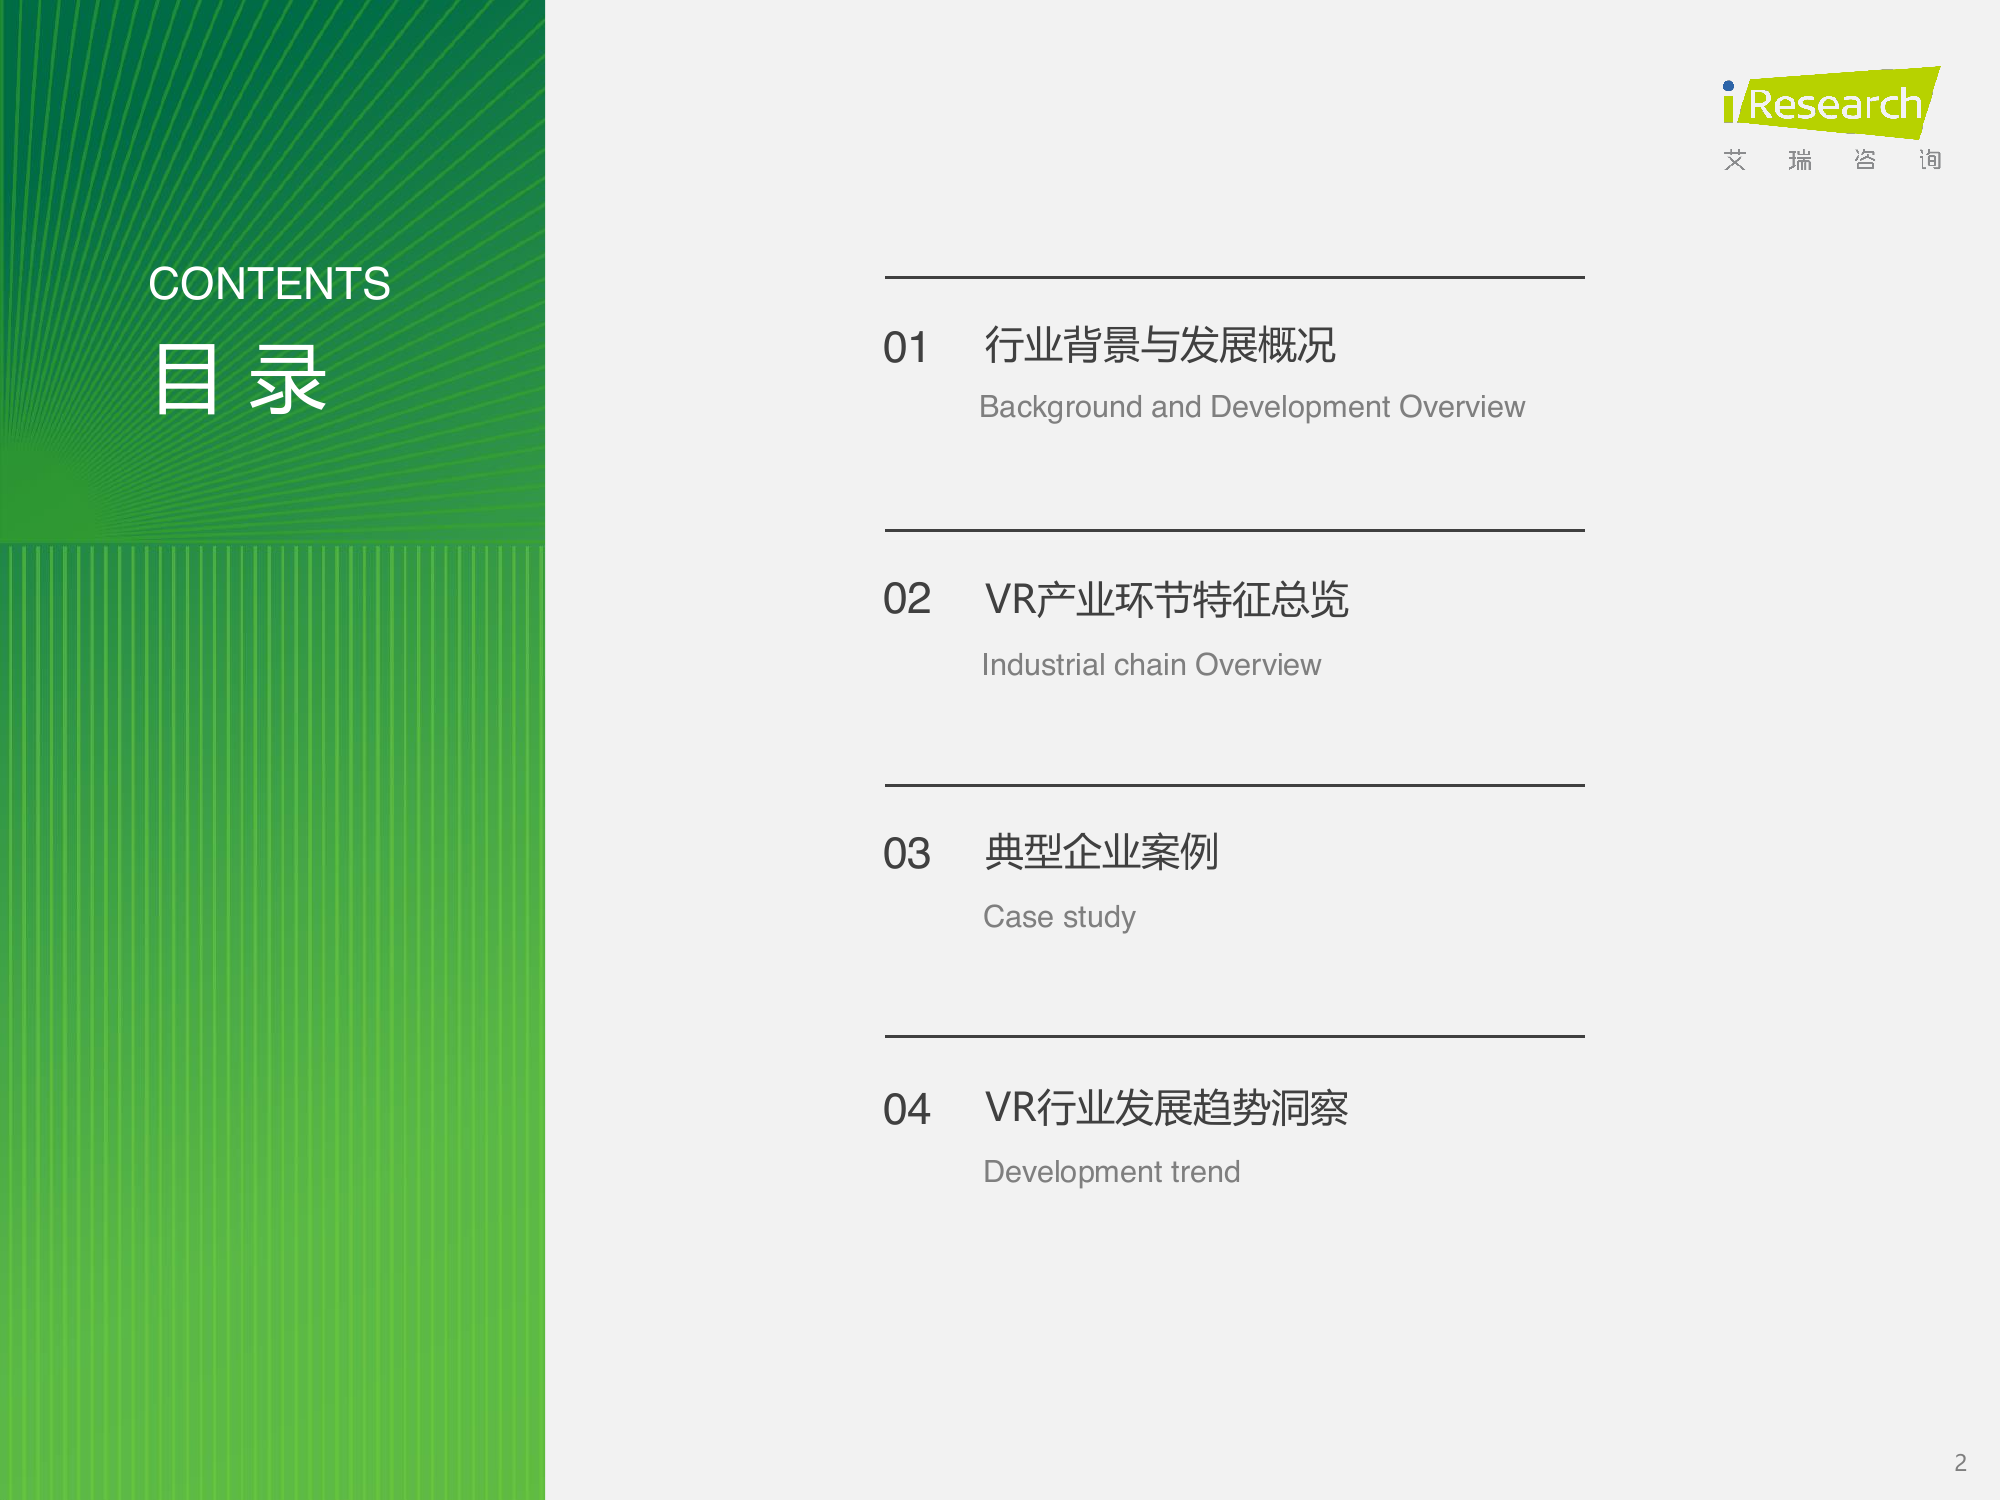 CONTENTS
目录
iResearch
艾瑞咨询
01 行业背景与发展概况
Background and Development Overview
02 VR产业环节特征总览
Industrial chain Overview
03 典型企业案例
Case study
04 VR行业发展趋势洞察
Development trend
2